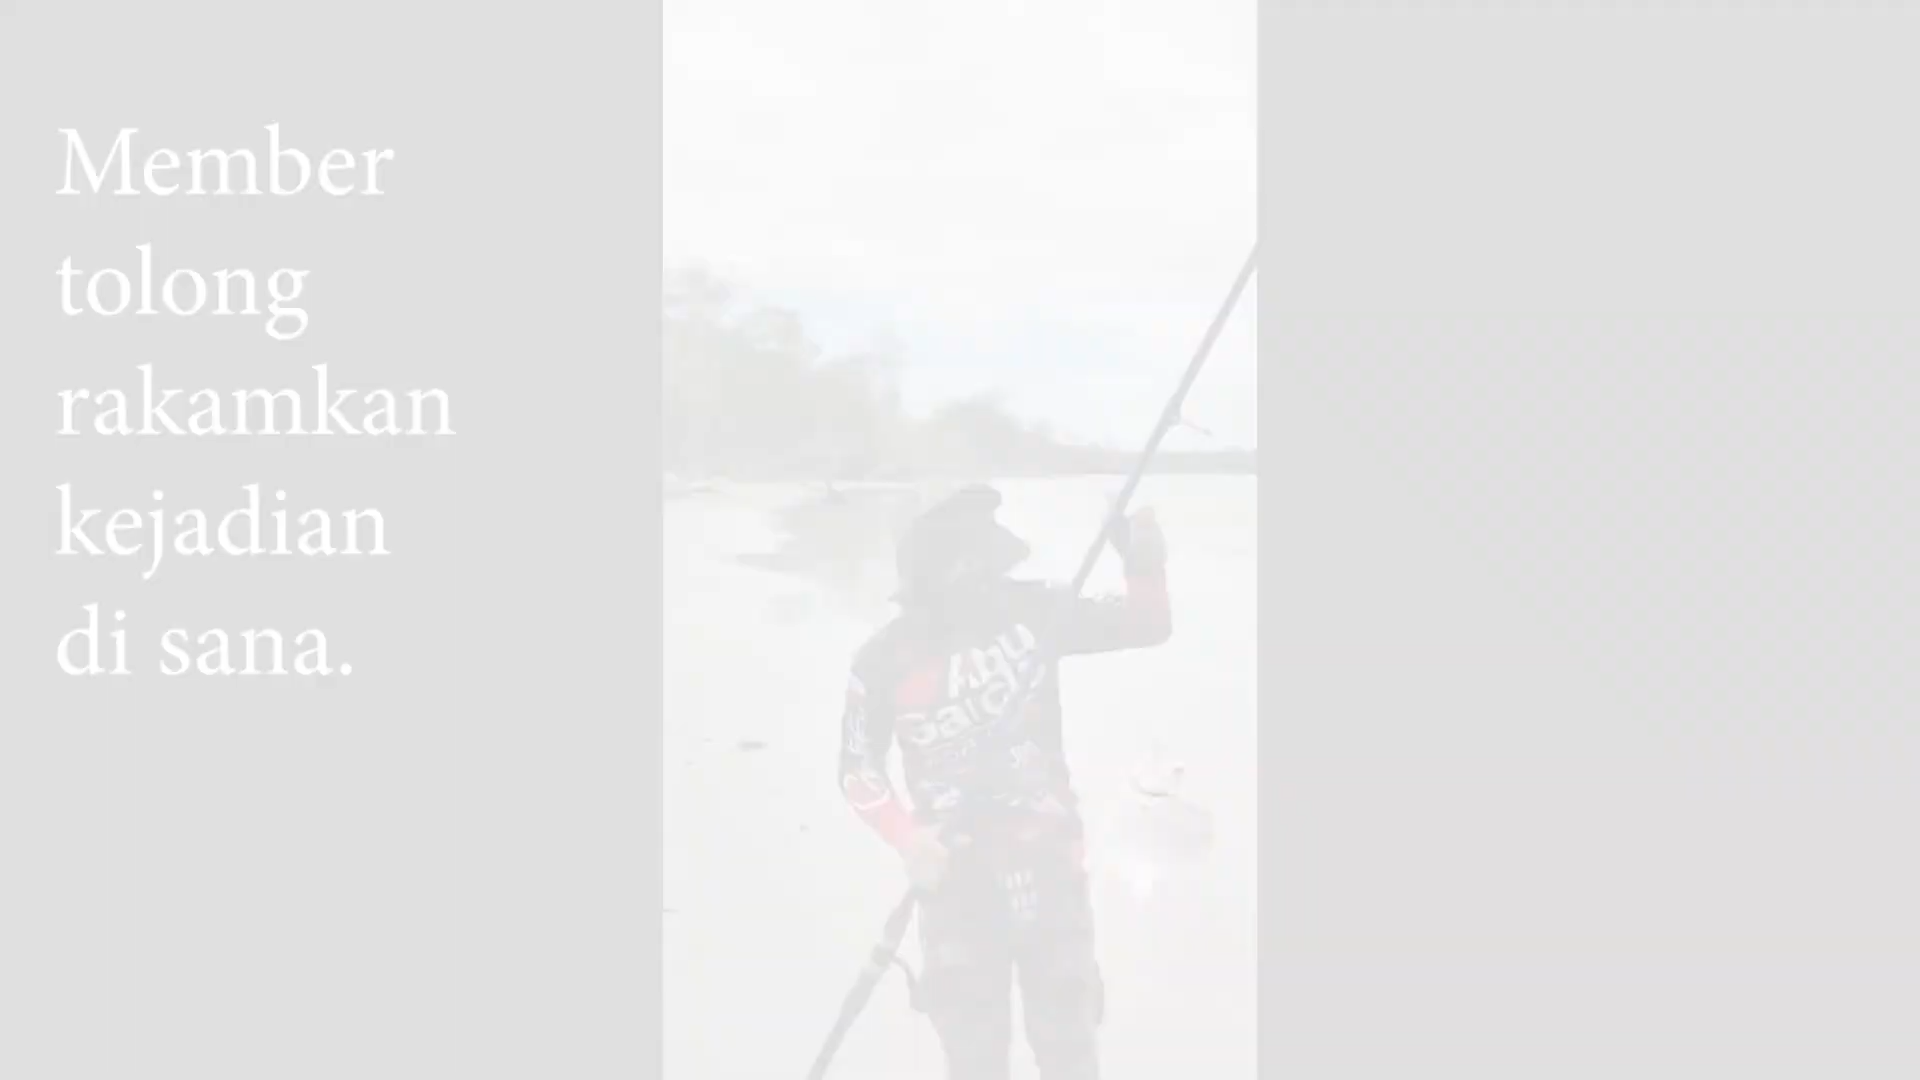 Member
tolong
rakamkan
kejadian
di sana.